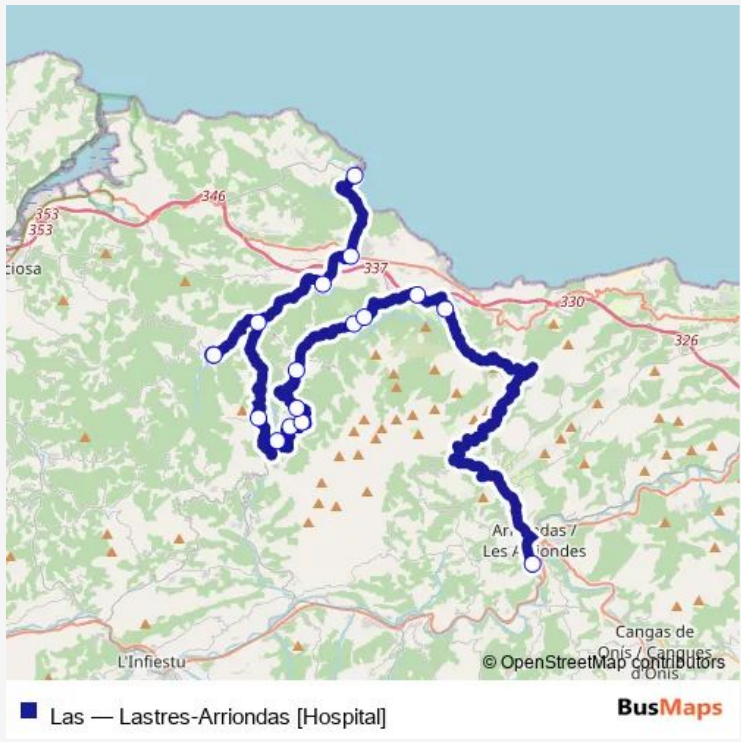 346
353
353
ciosa
337
330
326
Arriondas /
Les Arriondes
Cangas de
Onís / Cangues
d'Onís
L'Infiestu
© OpenStreetMap contributors
Las — Lastres-Arriondas [Hospital]
BusMaps